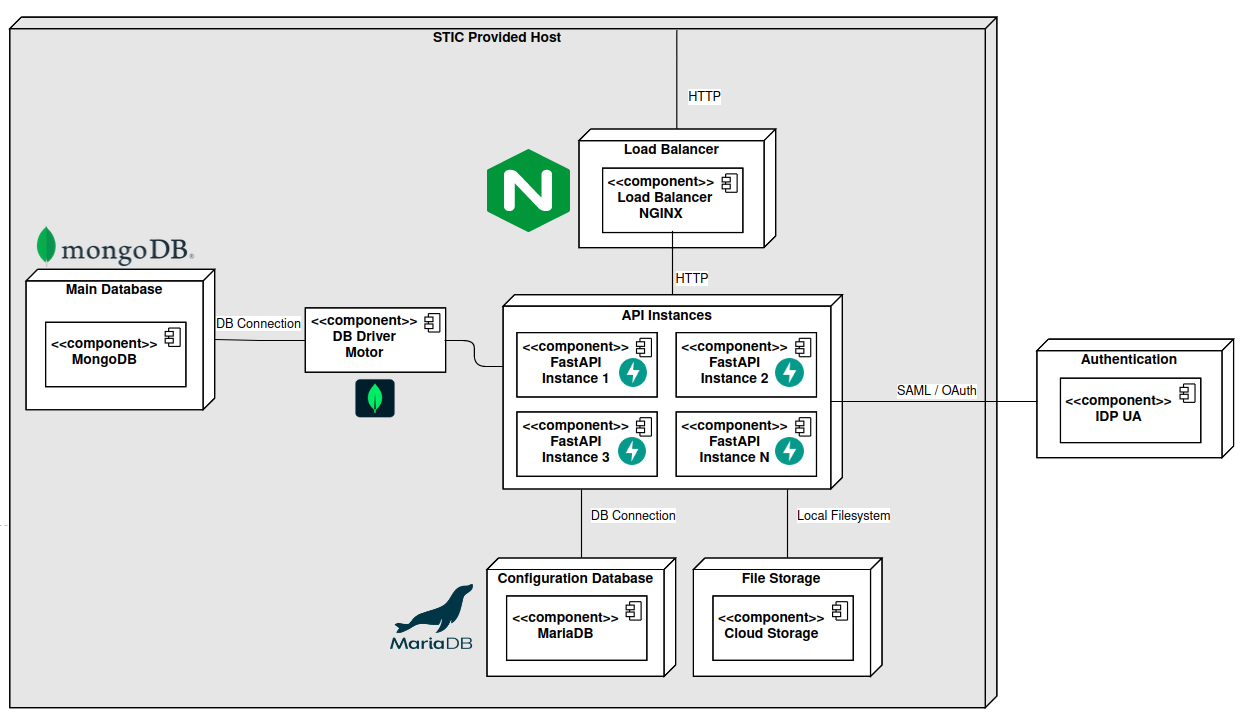 STIC Provided Host
HTTP
Load Balancer
<<component>>
Load Balancer
NGINX
N
HTTP
mongoDB®
Main Database
<<component>>
MongoDB
DB Connection
<<component>>
DB Driver
Motor
API Instances
<<component>>
FastAPI
Instance 1
<<component>>
FastAPI
Instance 2
<<component>>
FastAPI
Instance 3
<<component>>
FastAPI
Instance N
SAML / OAuth
Authentication
<<component>>
IDP UA
DB Connection
Local Filesystem
MariaDB
Configuration Database
<<component>>
MariaDB
File Storage
<<component>>
Cloud Storage